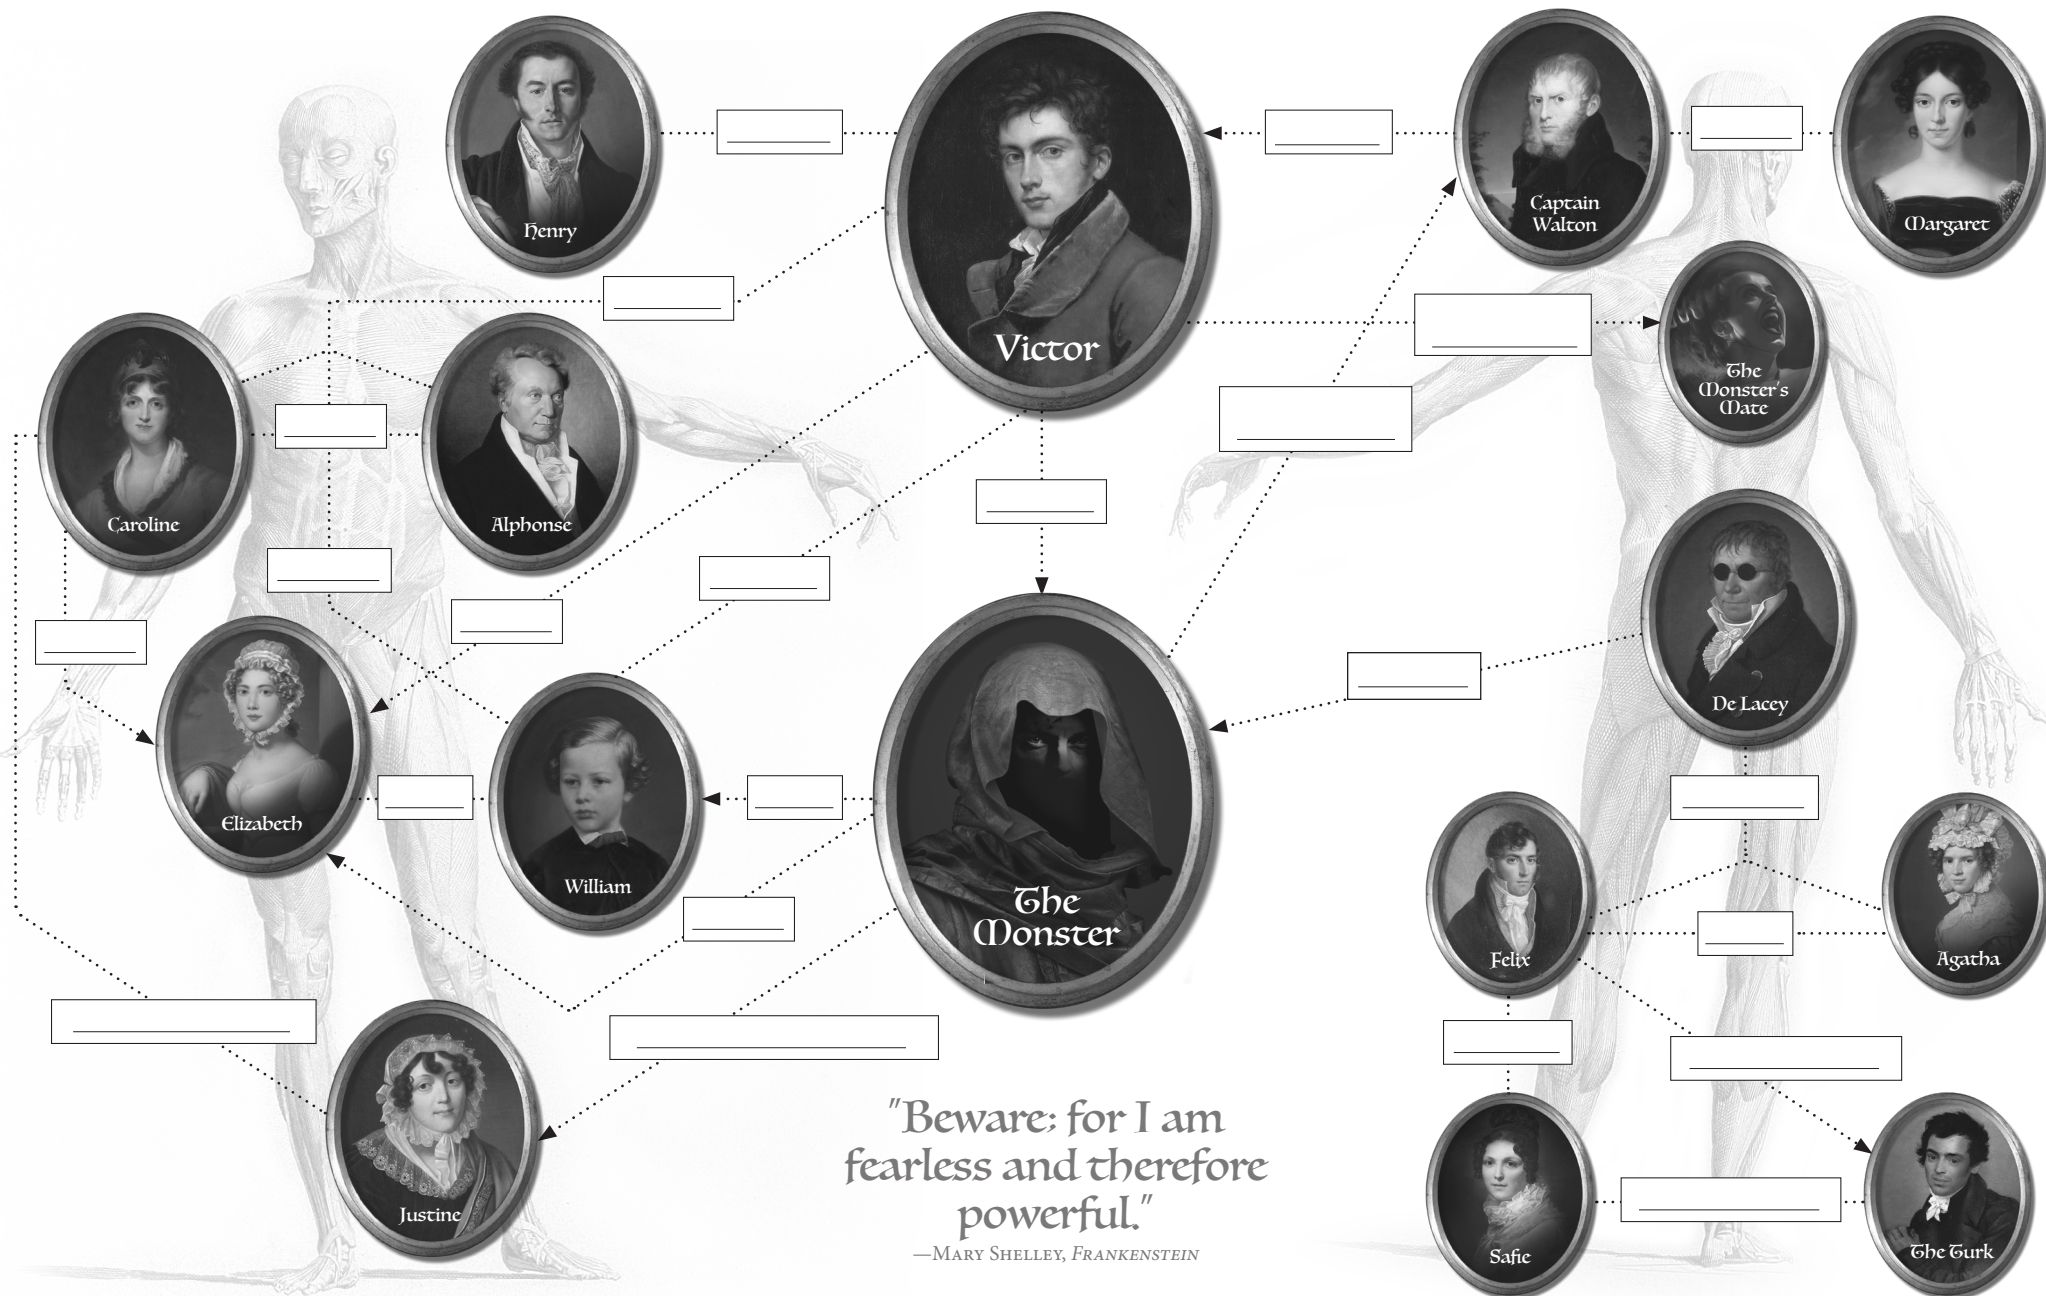 Henry
Victor
Captain
Walton
Margaret
The
Monster's
Mate
Caroline
Alphonse
De Lacey
Elizabeth
William
The
Monster
Felix
Agatha
Justine
Safie
The Turk
"Beware; for I am
fearless and therefore
powerful."
—Mary Shelley, Frankenstein